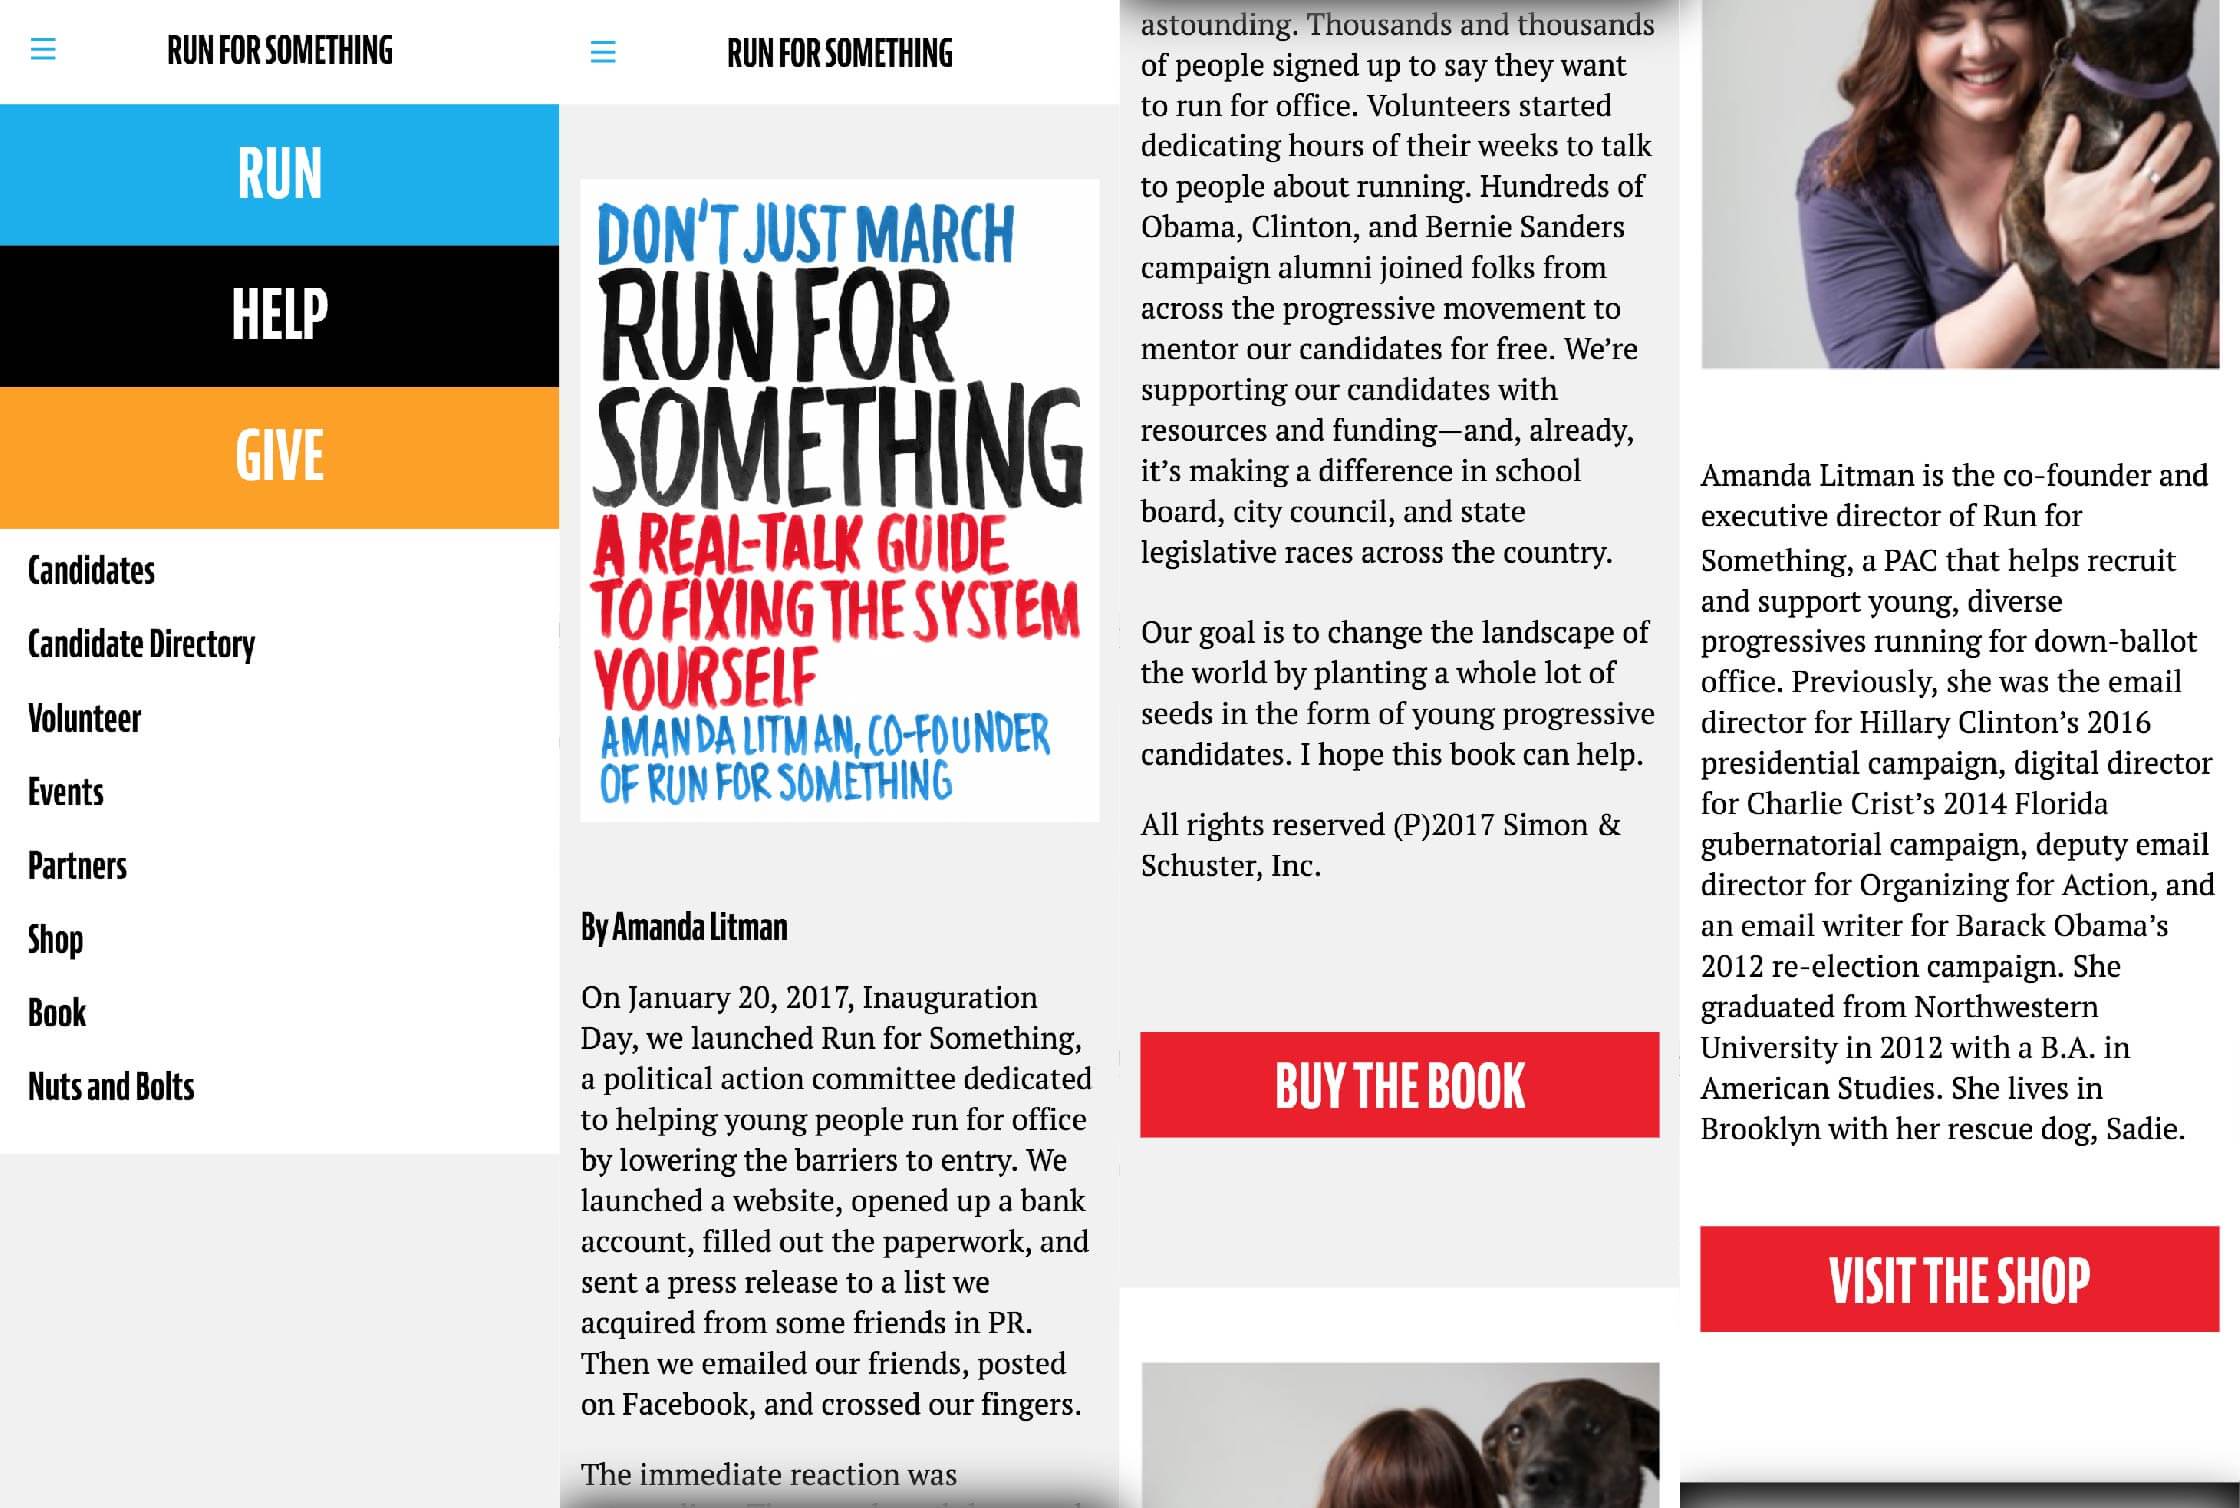 RUN FOR SOMETHING
RUN
HELP
GIVE
Candidates
Candidate Directory
Volunteer
Events
Partners
Shop
Book
Nuts and Bolts
RUN FOR SOMETHING
DON'T JUST MARCH
RUN FOR
SOMETHING
A REAL-TALK GUIDE
TO FIXING THE SYSTEM
YOURSELF
AMANDA LITMAN, CO-FOUNDER
OF RUN FOR SOMETHING
By Amanda Litman
On January 20, 2017, Inauguration
Day, we launched Run for Something,
a political action committee dedicated
to helping young people run for office
by lowering the barriers to entry. We
launched a website, opened up a bank
account, filled out the paperwork, and
sent a press release to a list we
acquired from some friends in PR.
Then we emailed our friends, posted
on Facebook, and crossed our fingers.
The immediate reaction was
astounding. Thousands and thousands
of people signed up to say they want
to run for office. Volunteers started
dedicating hours of their weeks to talk
to people about running. Hundreds of
Obama, Clinton, and Bernie Sanders
campaign alumni joined folks from
across the progressive movement to
mentor our candidates for free. We’re
supporting our candidates with
resources and funding—and, already,
it’s making a difference in school
board, city council, and state
legislative races across the country.
Our goal is to change the landscape of
the world by planting a whole lot of
seeds in the form of young progressive
candidates. I hope this book can help.
All rights reserved (P)2017 Simon &
Schuster, Inc.
BUY THE BOOK
Amanda Litman is the co-founder and
executive director of Run for
Something, a PAC that helps recruit
and support young, diverse
progressives running for down-ballot
office. Previously, she was the email
director for Hillary Clinton’s 2016
presidential campaign, digital director
for Charlie Crist’s 2014 Florida
gubernatorial campaign, deputy email
director for Organizing for Action, and
an email writer for Barack Obama’s
2012 re-election campaign. She
graduated from Northwestern
University in 2012 with a B.A. in
American Studies. She lives in
Brooklyn with her rescue dog, Sadie.
VISIT THE SHOP